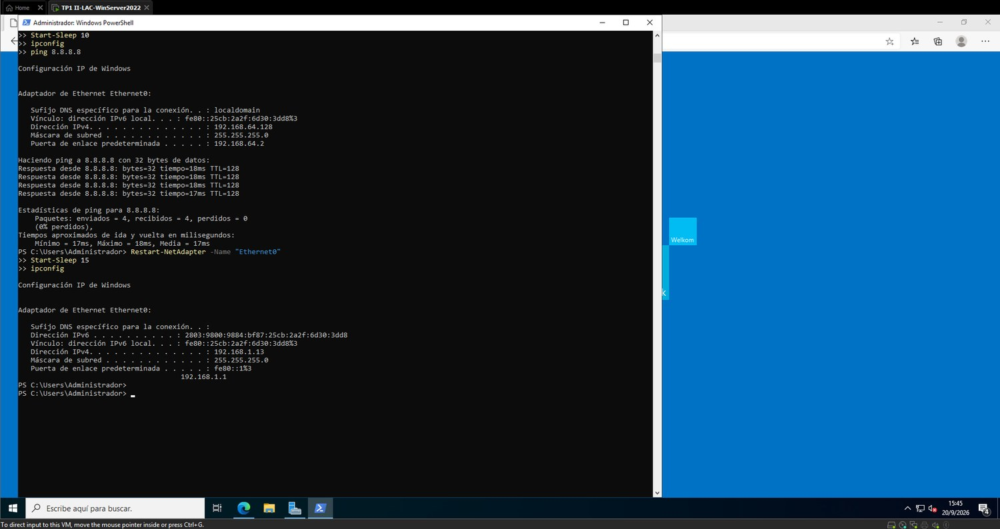 Home
TP1 II-LAC-WinServer2022
Administrador: Windows PowerShell
>> Start-Sleep 10
>> ipconfig
>> ping 8.8.8.8
Configuración IP de Windows
Adaptador de Ethernet Ethernet0:
Sufijo DNS específico para la conexión. . : localdomain
Vínculo: dirección IPv6 local. . . : fe80::25cb:2a2f:6d30:3dd8%3
Dirección IPv4. . . . . . . . . . . . . . : 192.168.64.128
Máscara de subred . . . . . . . . . . . . : 255.255.255.0
Puerta de enlace predeterminada . . . . . : 192.168.64.2
Haciendo ping a 8.8.8.8 con 32 bytes de datos:
Respuesta desde 8.8.8.8: bytes=32 tiempo=18ms TTL=128
Respuesta desde 8.8.8.8: bytes=32 tiempo=18ms TTL=128
Respuesta desde 8.8.8.8: bytes=32 tiempo=18ms TTL=128
Respuesta desde 8.8.8.8: bytes=32 tiempo=17ms TTL=128
Estadísticas de ping para 8.8.8.8:
Paquetes: enviados = 4, recibidos = 4, perdidos = 0
(0% perdidos),
Tiempos aproximados de ida y vuelta en milisegundos:
Mínimo = 17ms, Máximo = 18ms, Media = 17ms
PS C:\Users\Administrador> Restart-NetAdapter -Name "Ethernet0"
>> Start-Sleep 15
>> ipconfig
Configuración IP de Windows
Adaptador de Ethernet Ethernet0:
Sufijo DNS específico para la conexión. . :
Dirección IPv6 . . . . . . . . . . : 2803:9800:9884:bf87:25cb:2a2f:6d30:3dd8
Vínculo: dirección IPv6 local. . . : fe80::25cb:2a2f:6d30:3dd8%3
Dirección IPv4. . . . . . . . . . . . . . : 192.168.1.13
Máscara de subred . . . . . . . . . . . . : 255.255.255.0
Puerta de enlace predeterminada . . . . . : fe80::1%3
192.168.1.1
PS C:\Users\Administrador>
PS C:\Users\Administrador>
Welkom
K
Escribe aquí para buscar.
15:45
20/9/2026
4
To direct input to this VM, move the mouse pointer inside or press Ctrl+G.